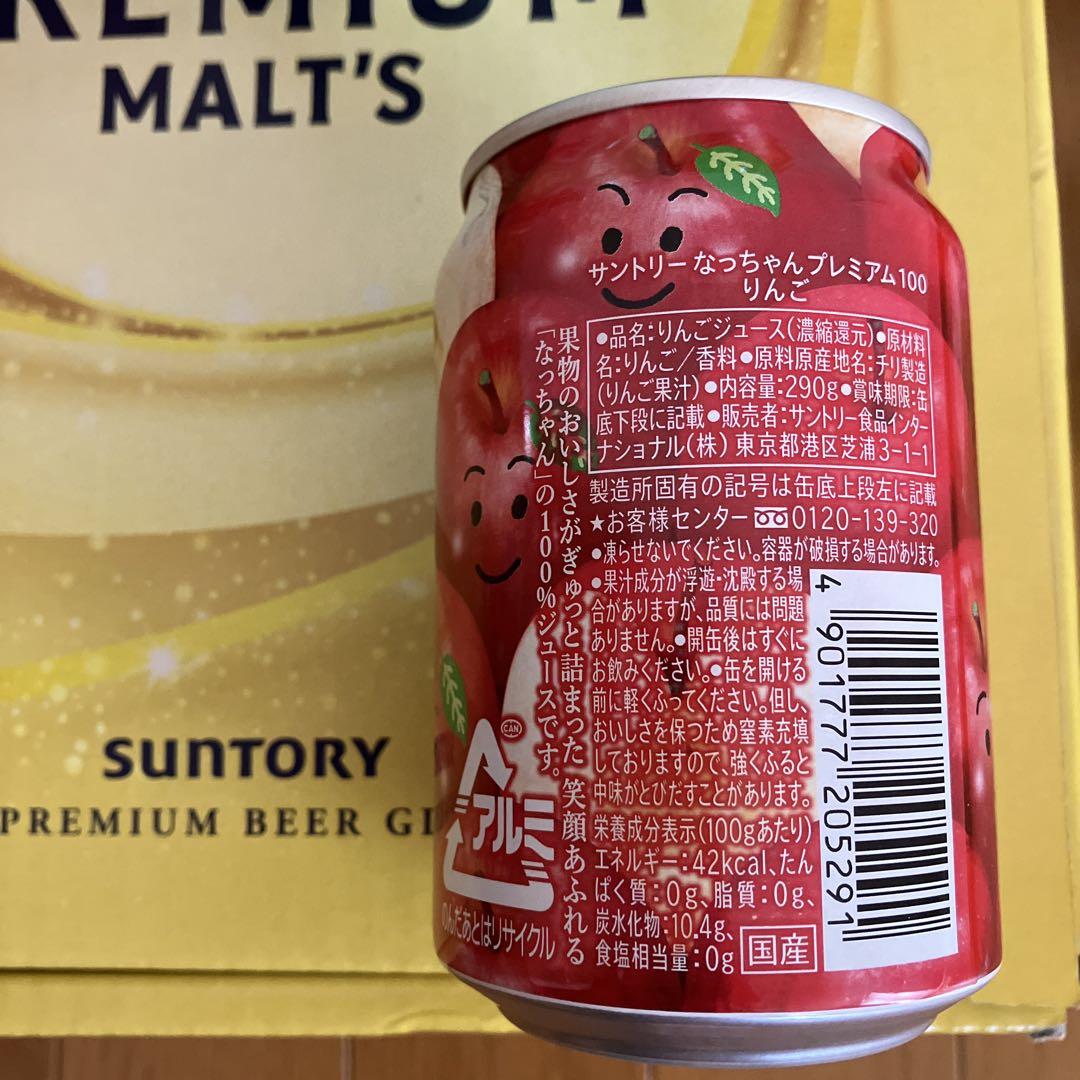 MALT'S
SUNTORY
PREMIUM BEER
サントリー なっちゃんプレミアム100
りんご
●品名:りんごジュース(濃縮還元)●原材料
名:りんご/香料●原料原産地名:チリ製造
(りんご果汁)●内容量:290g●賞味期限:缶
底下段に記載●販売者:サントリー食品インター
ナショナル(株) 東京都港区芝浦3-1-1
製造所固有の記号は缶底上段左に記載
★お客様センター 0120-139-320
●凍らせないでください。容器が破損する場合があります。
●果汁成分が浮遊・沈殿する場
合がありますが、品質には問題
ありません。●開缶後はすぐに
お飲みください。●缶を開ける
前に軽くふってください。但し、
おいしさを保つため窒素充填
しておりますので、強くふると
中味がとびだすことがあります。
栄養成分表示(100gあたり)
エネルギー:42kcal、たん
ぱく質:0g、脂質:0g、
炭水化物:10.4g、
食塩相当量:0g
国産
果物のおいしさがぎゅっと詰まった 笑顔あふれる
「なっちゃん」の100%ジュースです。
CAN
アルミ
のんだあとはリサイクル
4 901777 205291